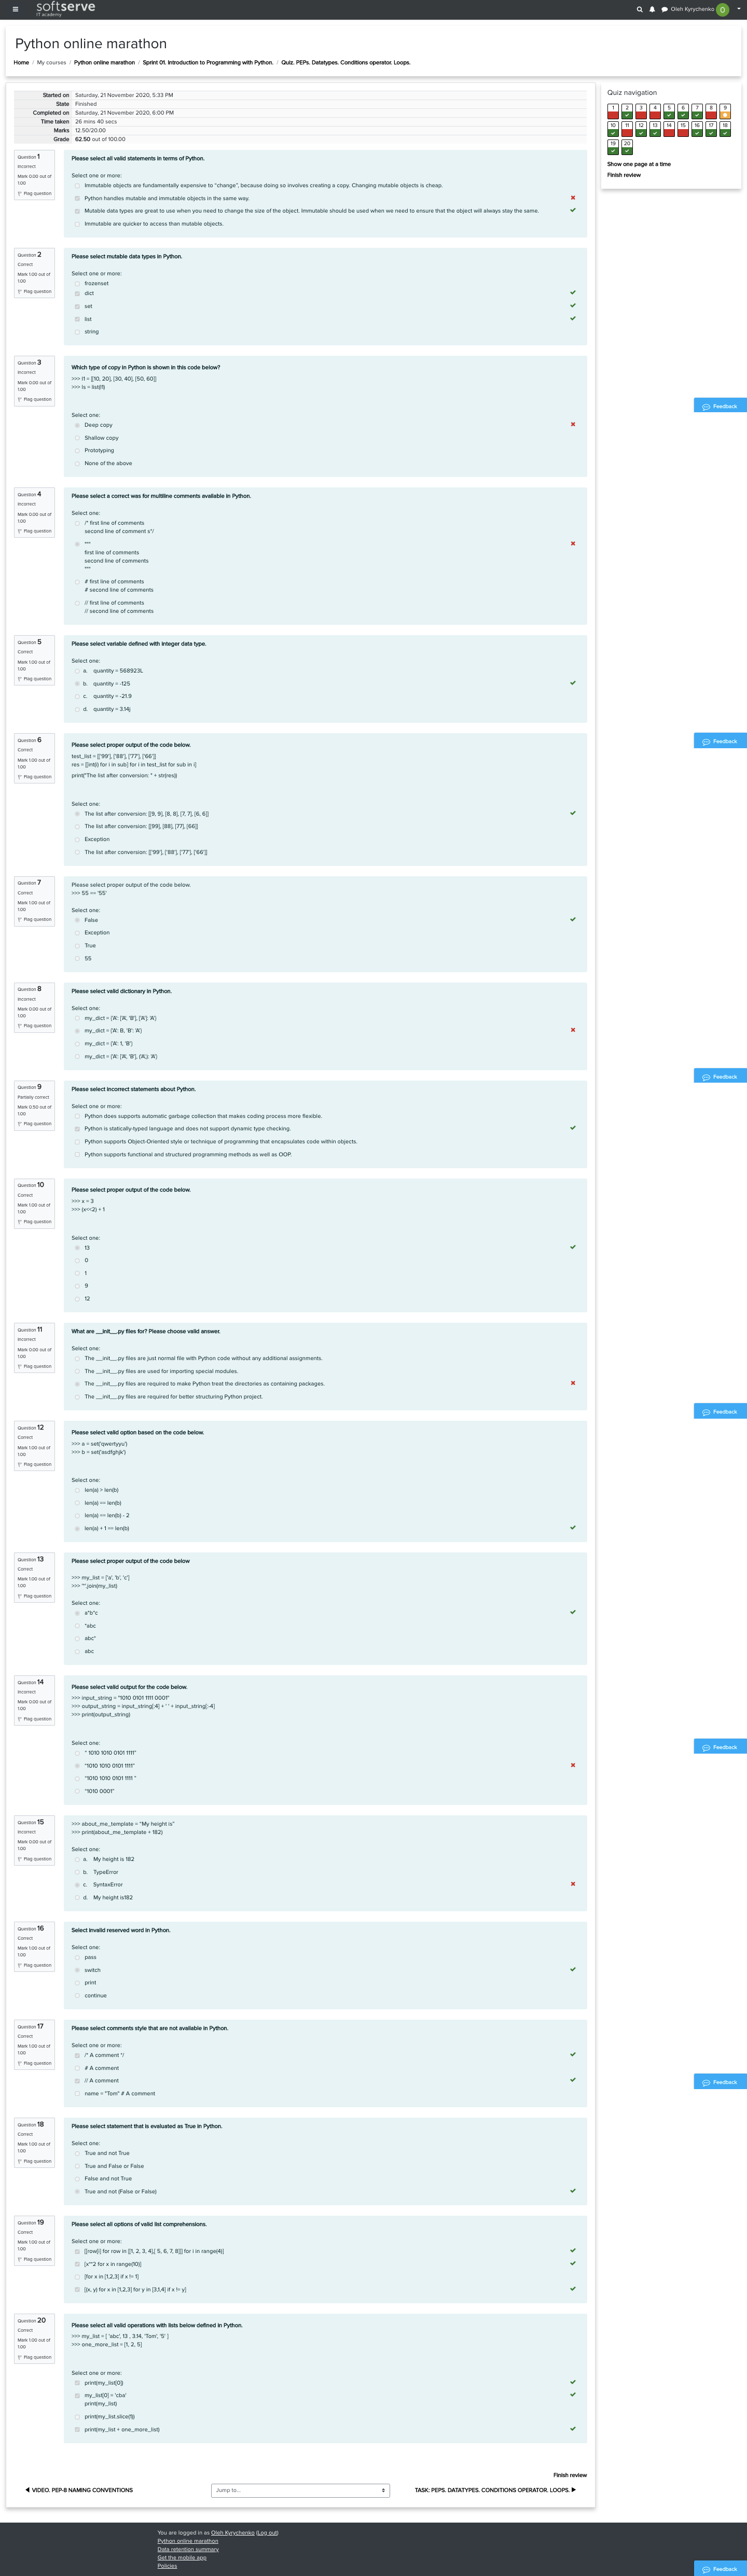 softserve
IT academy
Oleh Kyrychenko
Python online marathon
Home / My courses / Python online marathon / Sprint 01. Introduction to Programming with Python. / Quiz. PEPs. Datatypes. Conditions operator. Loops.
Started on Saturday, 21 November 2020, 5:33 PM
State Finished
Completed on Saturday, 21 November 2020, 6:00 PM
Time taken 26 mins 40 secs
Marks 12.50/20.00
Grade 62.50 out of 100.00
Quiz navigation
1 2 3 4 5 6 7 8 9
10 11 12 13 14 15 16 17 18
19 20
Show one page at a time
Finish review
Question 1
Incorrect
Mark 0.00 out of
1.00
Flag question
Please select all valid statements in terms of Python.
Select one or more:
Immutable objects are fundamentally expensive to "change", because doing so involves creating a copy. Changing mutable objects is cheap.
Python handles mutable and immutable objects in the same way.
Mutable data types are great to use when you need to change the size of the object. Immutable should be used when we need to ensure that the object will always stay the same.
Immutable are quicker to access than mutable objects.
Question 2
Correct
Mark 1.00 out of
1.00
Flag question
Please select mutable data types in Python.
Select one or more:
frozenset
dict
set
list
string
Question 3
Incorrect
Mark 0.00 out of
1.00
Flag question
Which type of copy in Python is shown in this code below?
>>> l1 = [[10, 20], [30, 40], [50, 60]]
>>> ls = list(l1)
Select one:
Deep copy
Shallow copy
Prototyping
None of the above
Feedback
Question 4
Incorrect
Mark 0.00 out of
1.00
Flag question
Please select a correct was for multiline comments available in Python.
Select one:
/* first line of comments
second line of comment s*/
"""
first line of comments
second line of comments
"""
# first line of comments
# second line of comments
// first line of comments
// second line of comments
Question 5
Correct
Mark 1.00 out of
1.00
Flag question
Please select variable defined with Integer data type.
Select one:
a. quantity = 568923L
b. quantity = -125
c. quantity = -21.9
d. quantity = 3.14j
Question 6
Correct
Mark 1.00 out of
1.00
Flag question
Please select proper output of the code below.
test_list = [['99'], ['88'], ['77'], ['66']]
res = [[int(i) for i in sub] for i in test_list for sub in i]
print("The list after conversion: " + str(res))
Select one:
The list after conversion: [[9, 9], [8, 8], [7, 7], [6, 6]]
The list after conversion: [[99], [88], [77], [66]]
Exception
The list after conversion: [['99'], ['88'], ['77'], ['66']]
Feedback
Question 7
Correct
Mark 1.00 out of
1.00
Flag question
Please select proper output of the code below.
>>> 55 == '55'
Select one:
False
Exception
True
55
Question 8
Incorrect
Mark 0.00 out of
1.00
Flag question
Please select valid dictionary in Python.
Select one:
my_dict = {'A': ['A', 'B'], ['A']: 'A'}
my_dict = {'A': B, 'B': 'A'}
my_dict = {'A': 1, 'B'}
my_dict = {'A': ['A', 'B'], ('A',): 'A'}
Feedback
Question 9
Partially correct
Mark 0.50 out of
1.00
Flag question
Please select incorrect statements about Python.
Select one or more:
Python does supports automatic garbage collection that makes coding process more flexible.
Python is statically-typed language and does not support dynamic type checking.
Python supports Object-Oriented style or technique of programming that encapsulates code within objects.
Python supports functional and structured programming methods as well as OOP.
Question 10
Correct
Mark 1.00 out of
1.00
Flag question
Please select proper output of the code below.
>>> x = 3
>>> (x<<2) + 1
Select one:
13
0
1
9
12
Question 11
Incorrect
Mark 0.00 out of
1.00
Flag question
What are __init__.py files for? Please choose valid answer.
Select one:
The __init__.py files are just normal file with Python code without any additional assignments.
The __init__.py files are used for importing special modules.
The __init__.py files are required to make Python treat the directories as containing packages.
The __init__.py files are required for better structuring Python project.
Feedback
Question 12
Correct
Mark 1.00 out of
1.00
Flag question
Please select valid option based on the code below.
>>> a = set('qwertyyu')
>>> b = set('asdfghjk')
Select one:
len(a) > len(b)
len(a) == len(b)
len(a) == len(b) - 2
len(a) + 1 == len(b)
Question 13
Correct
Mark 1.00 out of
1.00
Flag question
Please select proper output of the code below
>>> my_list = ['a', 'b', 'c']
>>> '*'.join(my_list)
Select one:
a*b*c
*abc
abc*
abc
Question 14
Incorrect
Mark 0.00 out of
1.00
Flag question
Please select valid output for the code below.
>>> input_string = "1010 0101 1111 0001"
>>> output_string = input_string[:4] + ' ' + input_string[:-4]
>>> print(output_string)
Select one:
" 1010 1010 0101 1111"
"1010 1010 0101 1111"
"1010 1010 0101 1111 "
"1010 0001"
Feedback
Question 15
Incorrect
Mark 0.00 out of
1.00
Flag question
>>> about_me_template = "My height is"
>>> print(about_me_template + 182)
Select one:
a. My height is 182
b. TypeError
c. SyntaxError
d. My height is182
Question 16
Correct
Mark 1.00 out of
1.00
Flag question
Select invalid reserved word in Python.
Select one:
pass
switch
print
continue
Question 17
Correct
Mark 1.00 out of
1.00
Flag question
Please select comments style that are not available in Python.
Select one or more:
/* A comment */
# A comment
// A comment
name = "Tom" # A comment
Feedback
Question 18
Correct
Mark 1.00 out of
1.00
Flag question
Please select statement that is evaluated as True in Python.
Select one:
True and not True
True and False or False
False and not True
True and not (False or False)
Question 19
Correct
Mark 1.00 out of
1.00
Flag question
Please select all options of valid list comprehensions.
Select one or more:
[[row[i] for row in [[1, 2, 3, 4],[ 5, 6, 7, 8]]] for i in range(4)]
[x**2 for x in range(10)]
[for x in [1,2,3] if x != 1]
[(x, y) for x in [1,2,3] for y in [3,1,4] if x != y]
Question 20
Correct
Mark 1.00 out of
1.00
Flag question
Please select all valid operations with lists below defined in Python.
>>> my_list = [ 'abc', 13 , 3.14, 'Tom', '5' ]
>>> one_more_list = [1, 2, 5]
Select one or more:
print(my_list[0])
my_list[0] = 'cba'
print(my_list)
print(my_list.slice(1))
print(my_list + one_more_list)
Finish review
◀ VIDEO. PEP-8 NAMING CONVENTIONS
Jump to...
TASK: PEPS. DATATYPES. CONDITIONS OPERATOR. LOOPS. ▶
You are logged in as Oleh Kyrychenko (Log out)
Python online marathon
Data retention summary
Get the mobile app
Policies
Feedback